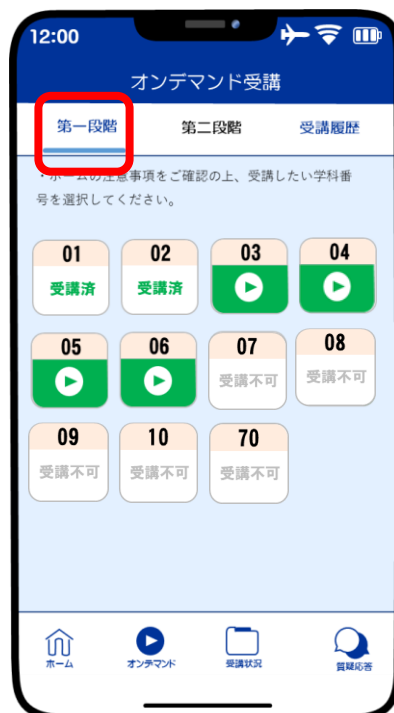 12:00
オンデマンド受講
第一段階 第二段階 受講履歴
・ホームの注意事項をご確認の上、受講したい学科番
号を選択してください。
01 02 03 04
受講済 受講済
05 06 07 08
受講不可 受講不可
09 10 70
受講不可 受講不可 受講不可
ホーム オンデマンド 受講状況 質疑応答